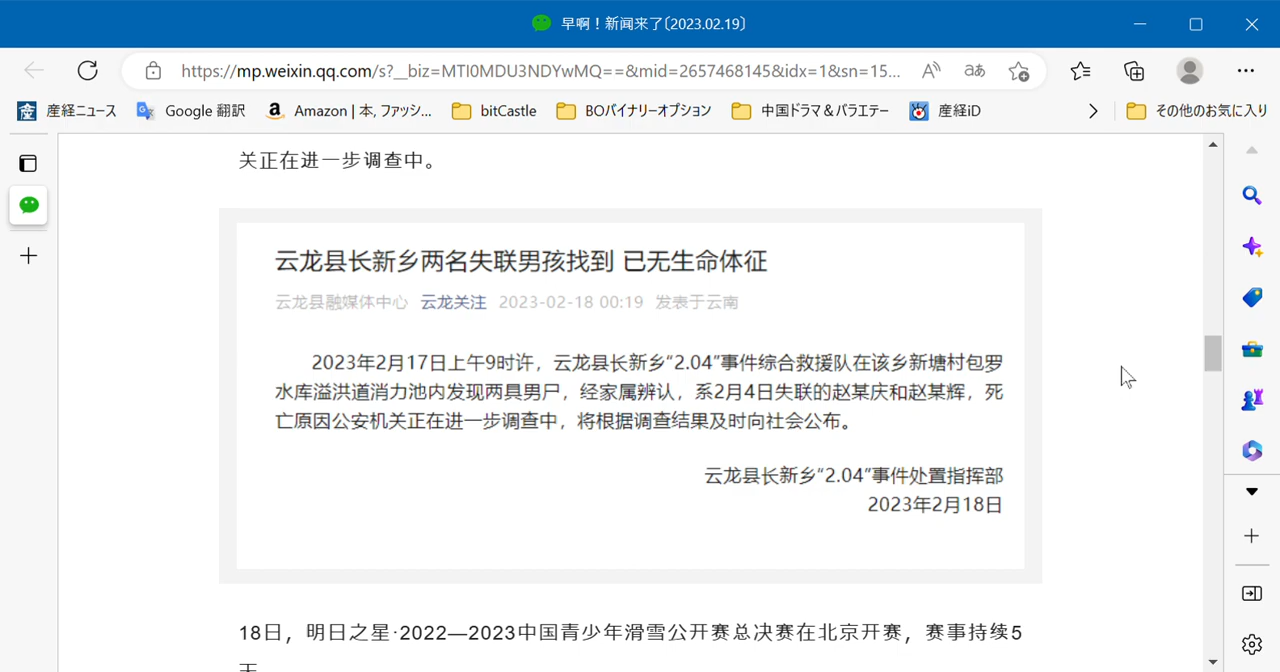 早啊！新闻来了〔2023.02.19〕
https://mp.weixin.qq.com/s?__biz=MTI0MDU3NDYwMQ==&mid=2657468145&idx=1&sn=15...
産経ニュース
Google 翻訳
Amazon | 本, ファッシ...
bitCastle
BOバイナリーオプション
中国ドラマ＆バラエテー
産経iD
その他のお気に入り
关正在进一步调查中。
云龙县长新乡两名失联男孩找到 已无生命体征
云龙县融媒体中心 云龙关注 2023-02-18 00:19 发表于云南
2023年2月17日上午9时许，云龙县长新乡“2.04”事件综合救援队在该乡新塘村包罗
水库溢洪道消力池内发现两具男尸，经家属辨认，系2月4日失联的赵某庆和赵某辉，死
亡原因公安机关正在进一步调查中，将根据调查结果及时向社会公布。
云龙县长新乡“2.04”事件处置指挥部
2023年2月18日
18日，明日之星·2022—2023中国青少年滑雪公开赛总决赛在北京开赛，赛事持续5